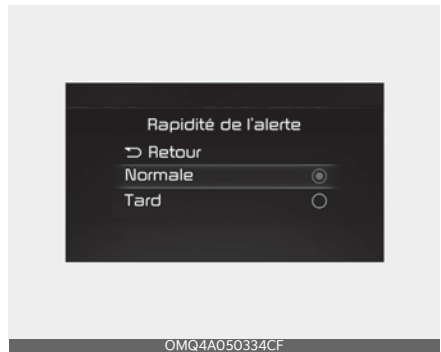 Rapidité de l'alerte
Retour
Normale
Tard
OMQ4A050334CF